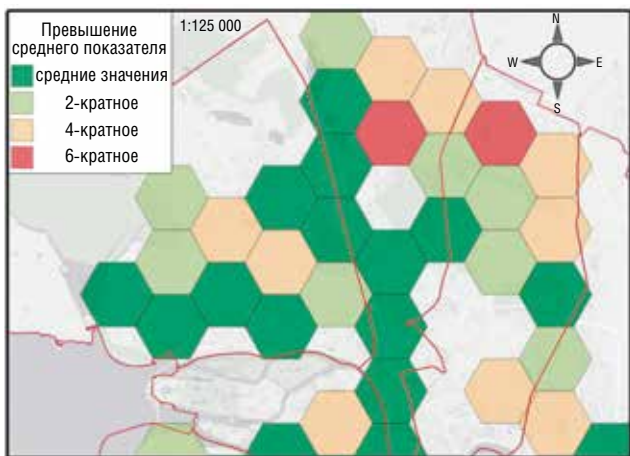 Превышение
среднего показателя
средние значения
2-кратное
4-кратное
6-кратное
1:125 000
N
W
E
S